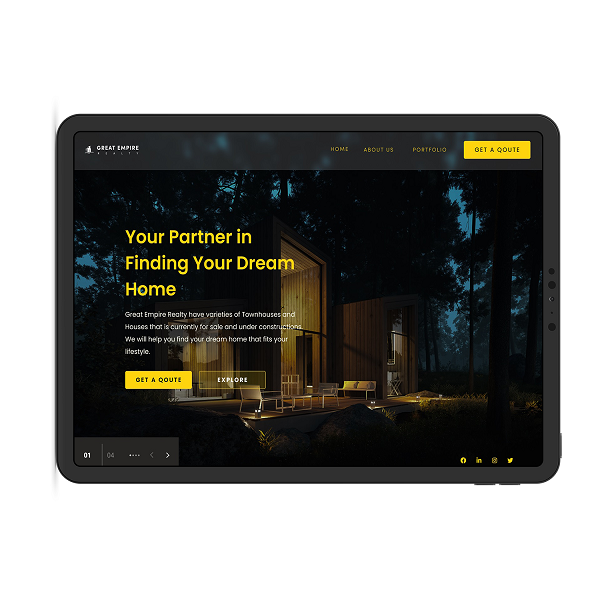 GREAT EMPIRE
REALTY
HOME
ABOUT US
PORTFOLIO
GET A QOUTE
Your Partner in
Finding Your Dream
Home
Great Empire Realty have varieties of Townhouses and
Houses that is currently for sale and under constructions.
We will help you find your dream home that fits your
lifestyle.
GET A QOUTE
EXPLORE
01
04